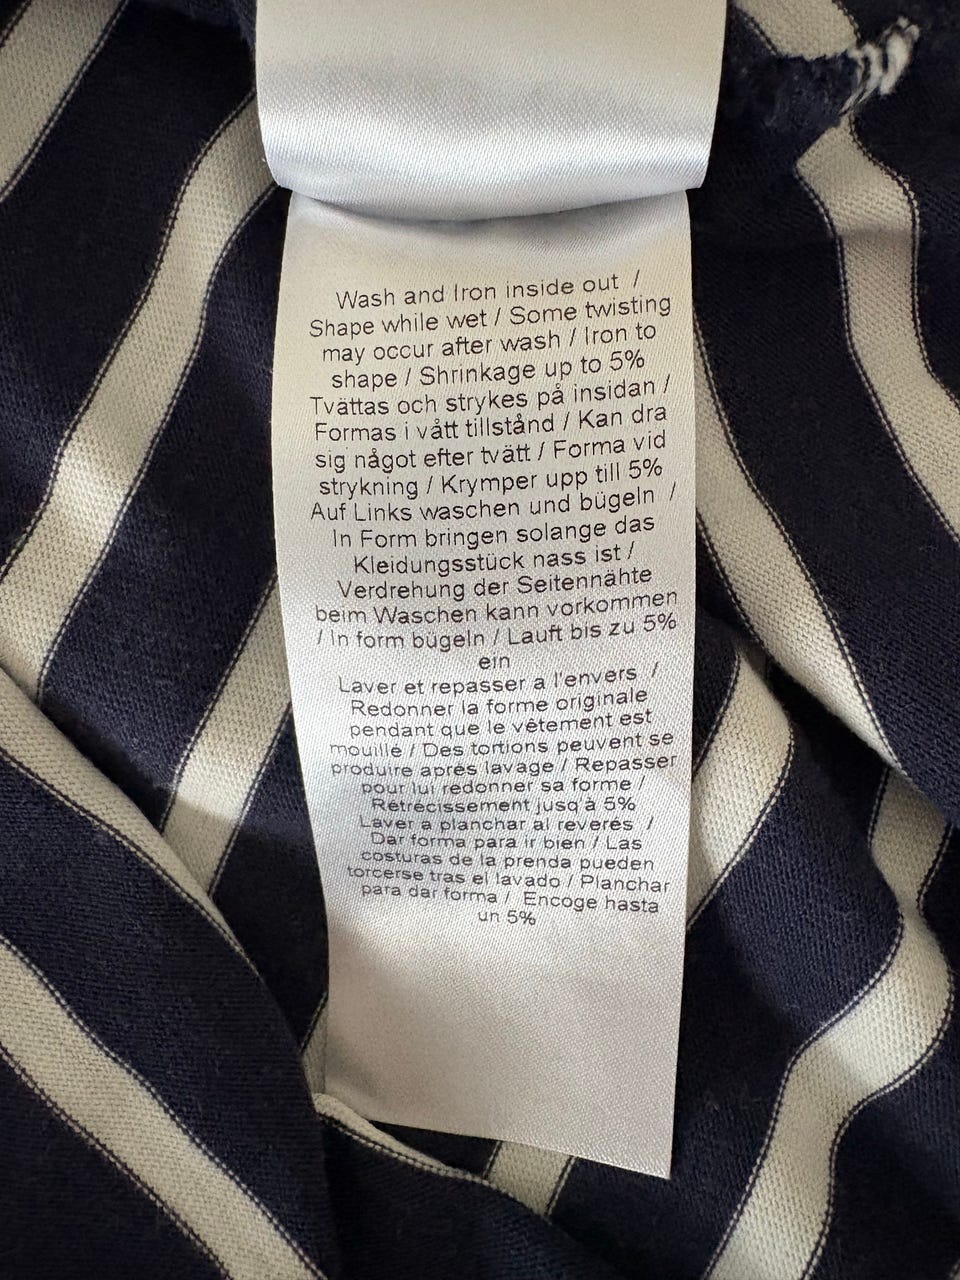 Wash and Iron inside out /
Shape while wet / Some twisting
may occur after wash / Iron to
shape / Shrinkage up to 5%
Tvättas och strykes på insidan /
Formas i vått tillstånd / Kan dra
sig något efter tvätt / Forma vid
strykning / Krymper upp till 5%
Auf Links waschen und bügeln /
In Form bringen solange das
Kleidungsstück nass ist /
Verdrehung der Seitennähte
beim Waschen kann vorkommen
/ In form bügeln / Lauft bis zu 5%
ein
Laver et repasser a l'envers /
Redonner la forme originale
pendant que le vêtement est
mouillé / Des tortions peuvent se
produire après lavage / Repasser
pour lui redonner sa forme /
Rétrécissement jusq'à 5%
Laver a planchar al reverés /
Dar forma para ir bien / Las
costuras de la prenda pueden
torcerse tras el lavado / Planchar
para dar forma / Encoge hasta
un 5%